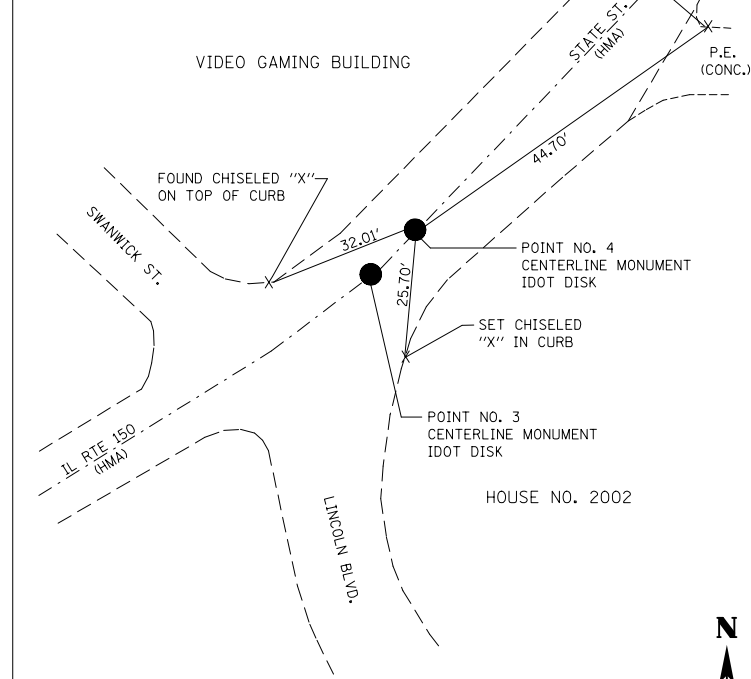 STATE ST.
(HMA)
P.E.
(CONC.)
VIDEO GAMING BUILDING
44.70'
FOUND CHISELED "X"
ON TOP OF CURB
SWANWICK ST.
32.01'
POINT NO. 4
CENTERLINE MONUMENT
IDOT DISK
25.70'
SET CHISELED
"X" IN CURB
POINT NO. 3
CENTERLINE MONUMENT
IDOT DISK
IL RTE 150
(HMA)
HOUSE NO. 2002
LINCOLN BLVD.
N